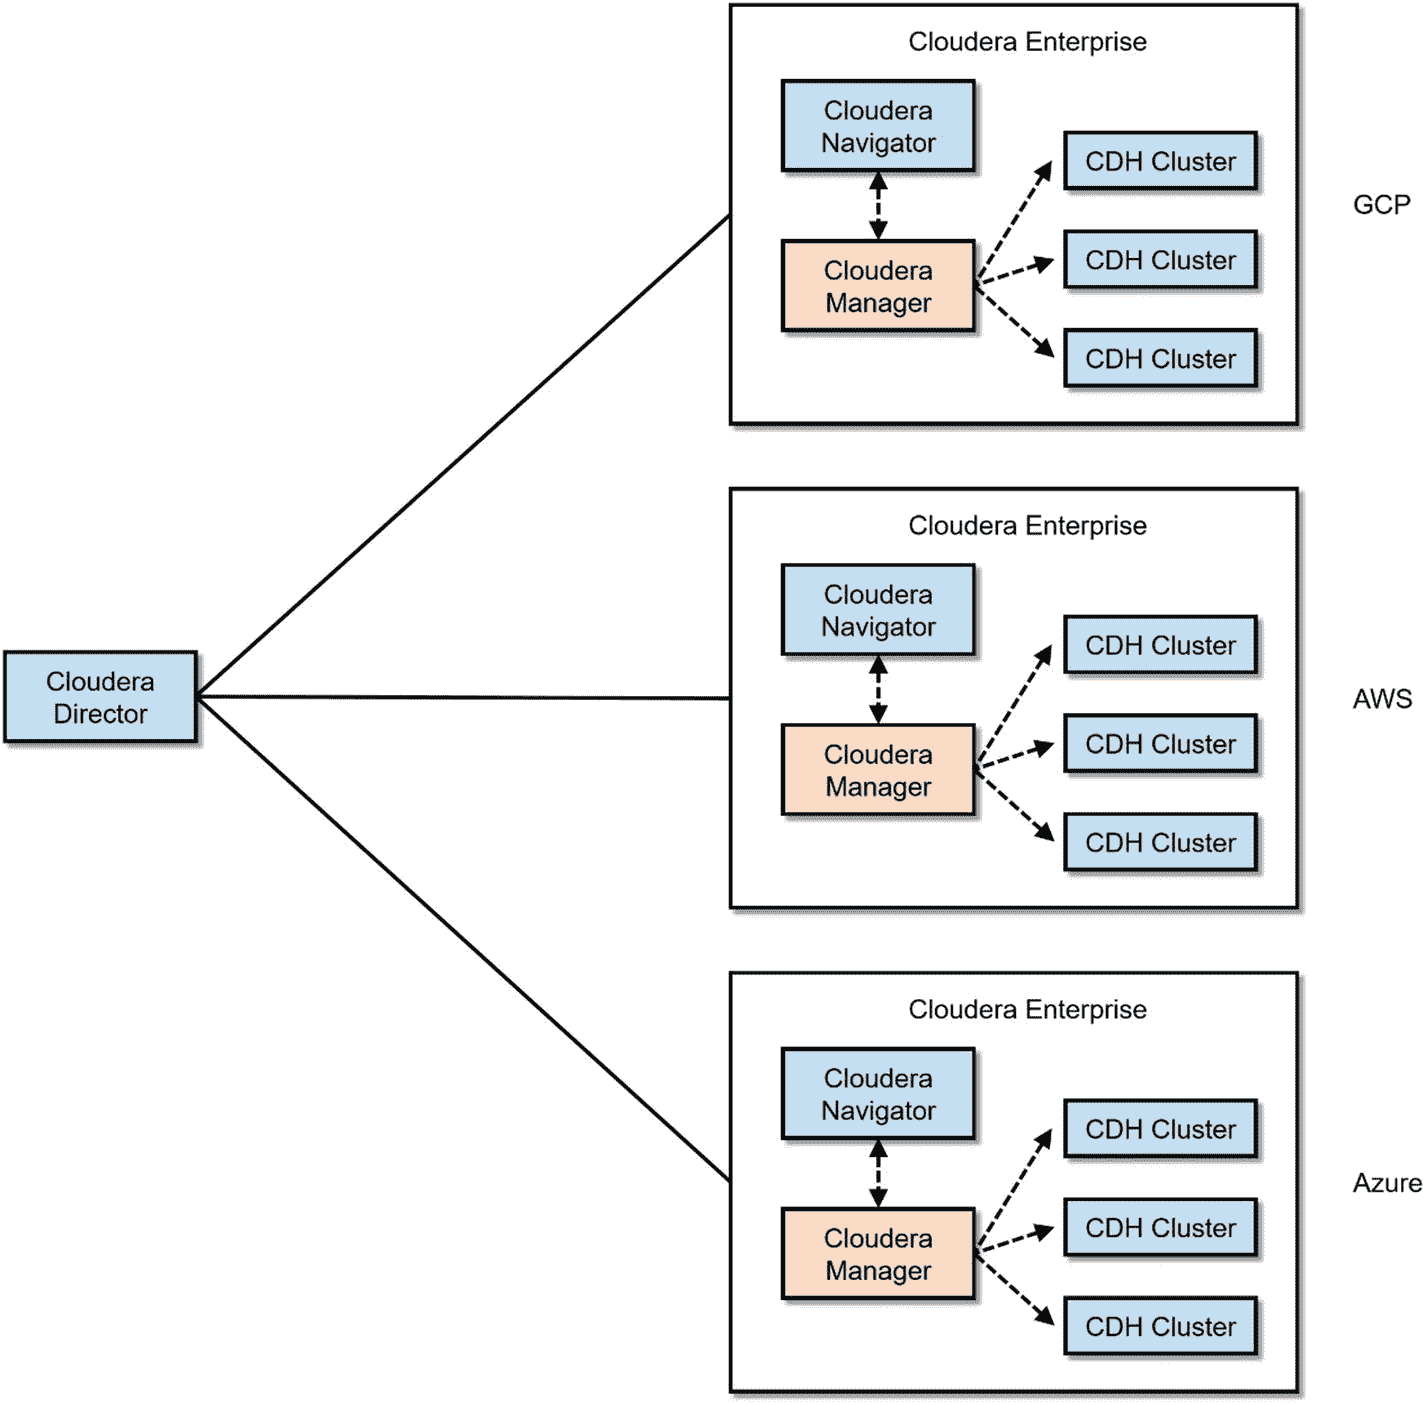 Cloudera Enterprise
Cloudera
Navigator
CDH Cluster
GCP
CDH Cluster
Cloudera
Manager
CDH Cluster
Cloudera Enterprise
Cloudera
Navigator
CDH Cluster
Cloudera
Director
AWS
CDH Cluster
Cloudera
Manager
CDH Cluster
Cloudera Enterprise
Cloudera
Navigator
CDH Cluster
Azure
CDH Cluster
Cloudera
Manager
CDH Cluster